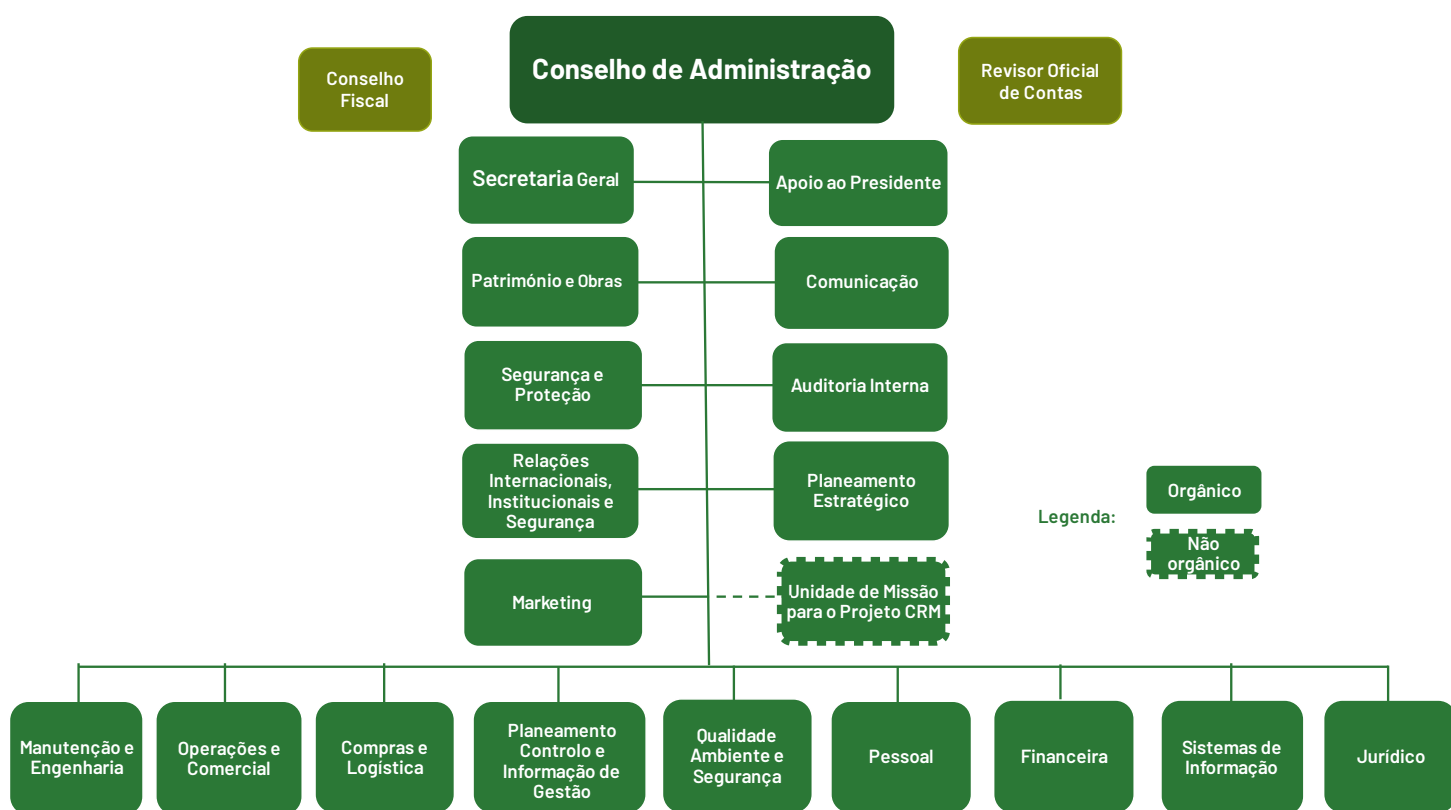 Conselho de Administração
Conselho
Fiscal
Revisor Oficial
de Contas
Secretaria Geral
Apoio ao Presidente
Património e Obras
Comunicação
Segurança e
Proteção
Auditoria Interna
Relações
Internacionais,
Institucionais e
Segurança
Planeamento
Estratégico
Legenda:
Orgânico
Não
orgânico
Marketing
Unidade de Missão
para o Projeto CRM
Manutenção e
Engenharia
Operações e
Comercial
Compras e
Logística
Planeamento
Controlo e
Informação de
Gestão
Qualidade
Ambiente e
Segurança
Pessoal
Financeira
Sistemas de
Informação
Jurídico